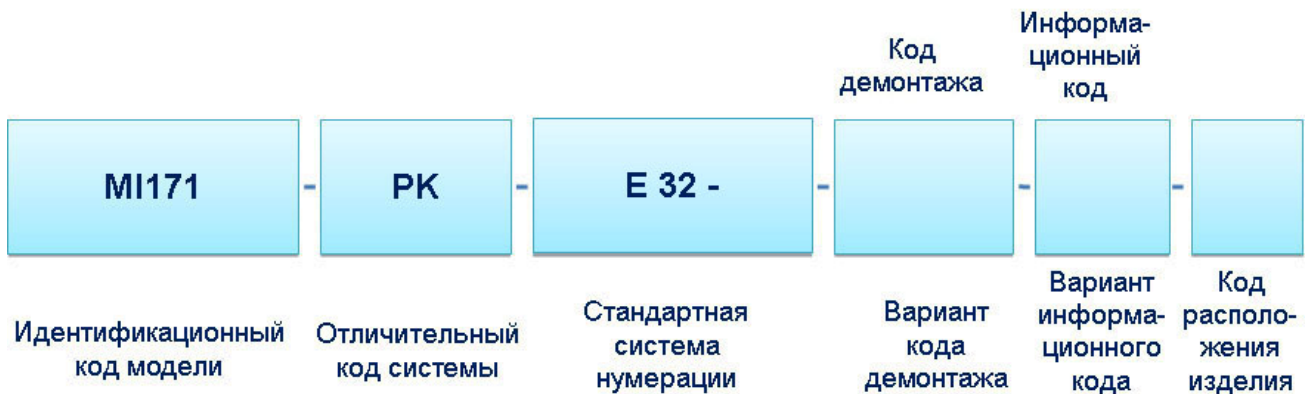 Код
демонтажа
Информа-
ционный
код
MI171 - PK - E 32 - - - -
Идентификационный
код модели
Отличительный
код системы
Стандартная
система
нумерации
Вариант
кода
демонтажа
Вариант
информа-
ционного
кода
Код
располо-
жения
изделия